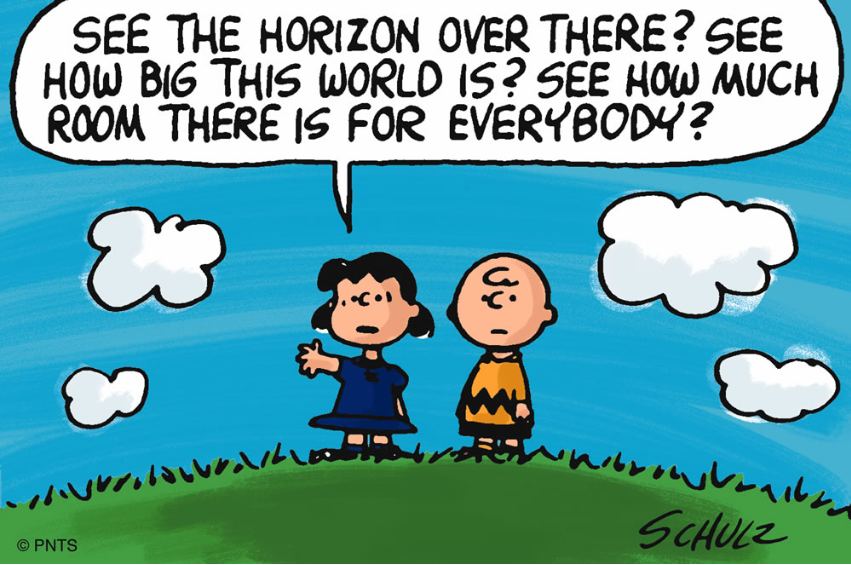 SEE THE HORIZON OVER THERE? SEE
HOW BIG THIS WORLD IS? SEE HOW MUCH
ROOM THERE IS FOR EVERYBODY?
SCHULZ
© PNTS